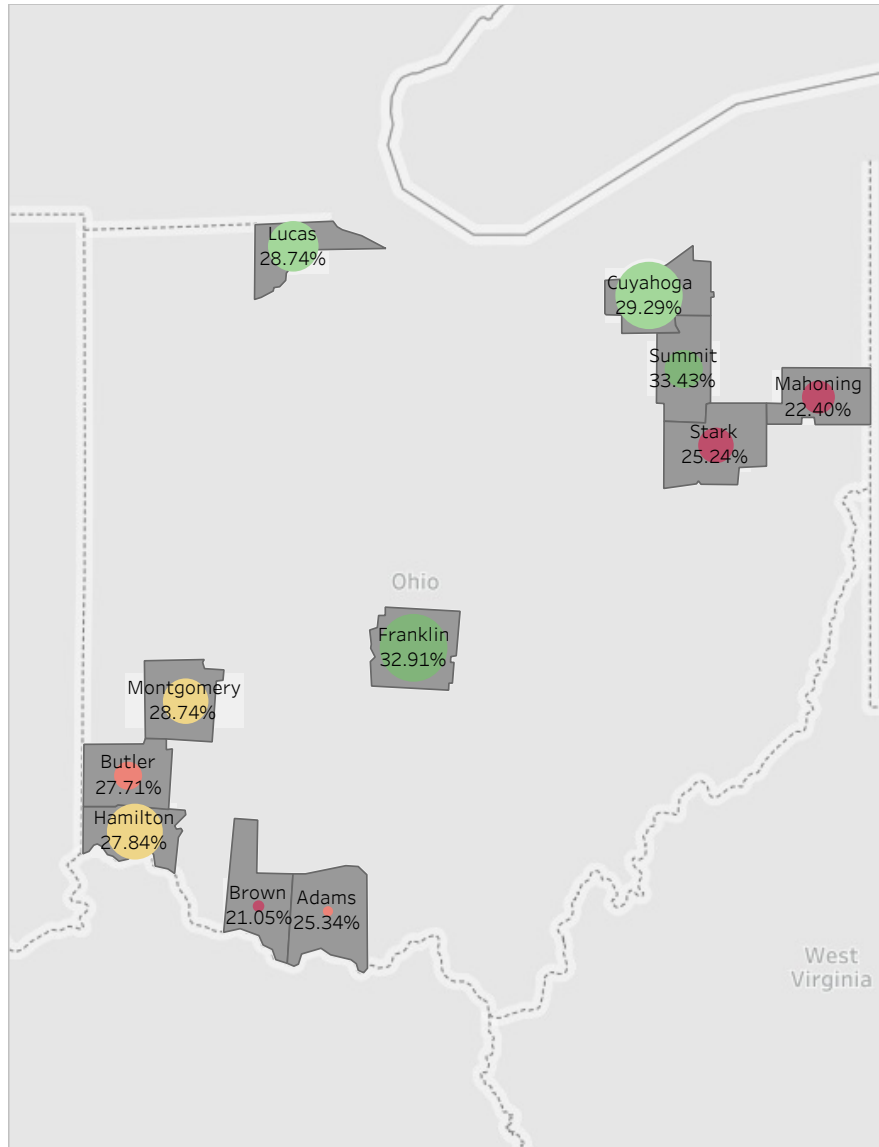 Lucas
28.74%
Cuyahoga
29.29%
Summit
33.43%
Mahoning
22.40%
Stark
25.24%
Ohio
Franklin
32.91%
Montgomery
28.74%
Butler
27.71%
Hamilton
27.84%
Brown
21.05%
Adams
25.34%
West
Virginia